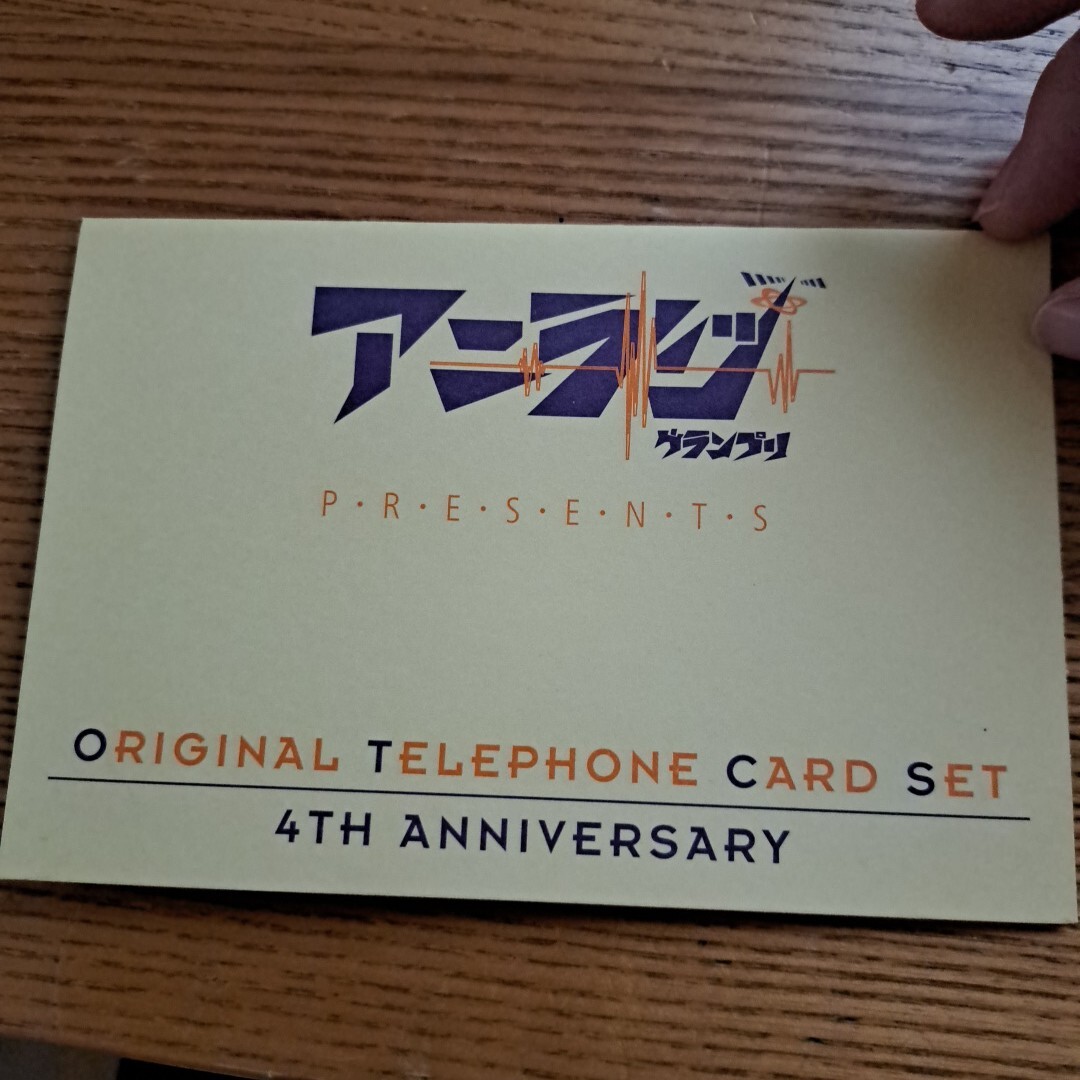 アニラジ
グランプリ
P・R・E・S・E・N・T・S
ORIGINAL TELEPHONE CARD SET
4TH ANNIVERSARY